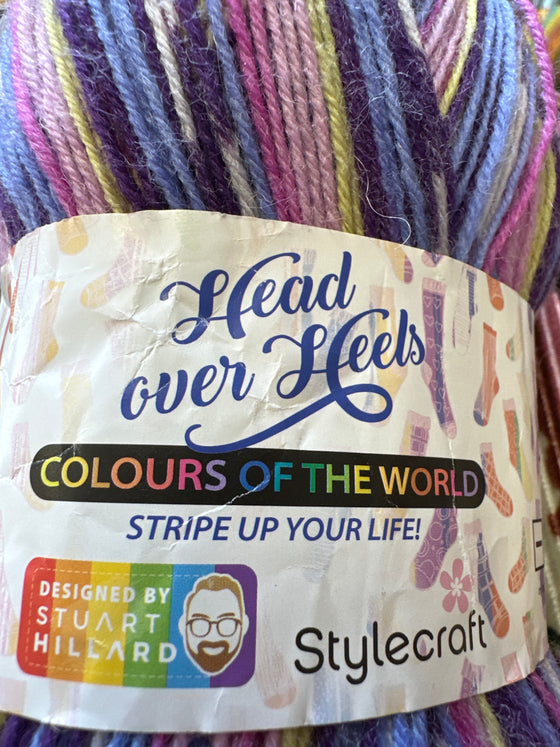 Head
over Heels
COLOURS OF THE WORLD
STRIPE UP YOUR LIFE!
DESIGNED BY
STUART
HILLARD
Stylecraft